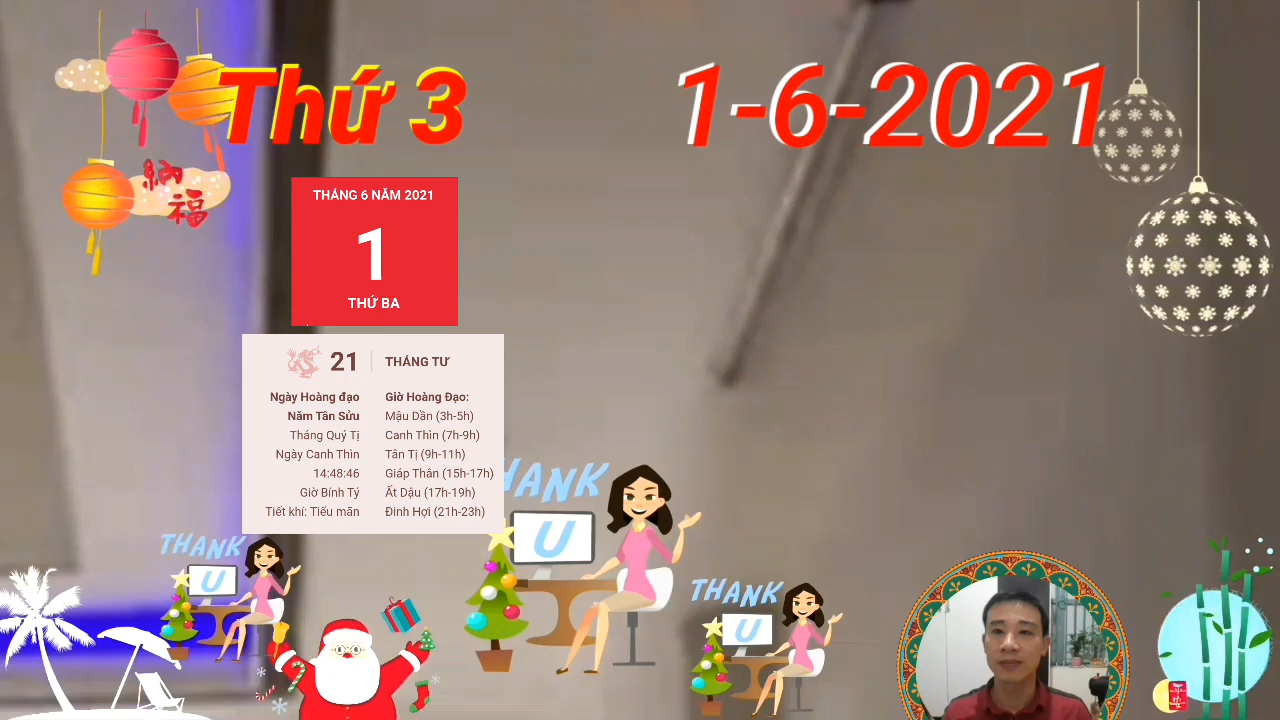 Thứ 3
1-6-2021
納
福
THÁNG 6 NĂM 2021
1
THỨ BA
21 THÁNG TƯ
Ngày Hoàng đạo
Năm Tân Sửu
Tháng Quý Tị
Ngày Canh Thìn
14:48:46
Giờ Bính Tý
Tiết khí: Tiểu mãn
Giờ Hoàng Đạo:
Mậu Dần (3h-5h)
Canh Thìn (7h-9h)
Tân Tị (9h-11h)
Giáp Thân (15h-17h)
Ất Dậu (17h-19h)
Đinh Hợi (21h-23h)
HANK
U
THANK
U
THANK
U